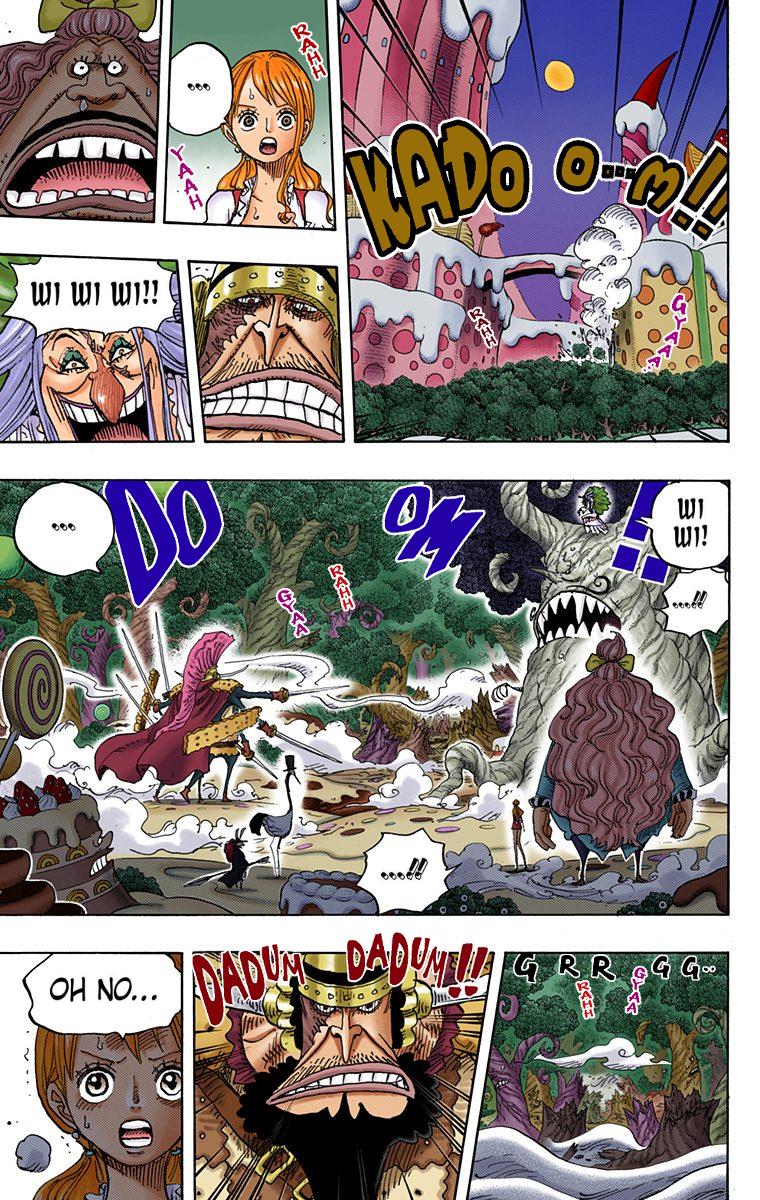 KADO O---M!!
RAHH
GYAAA
RAHH
...
YAAH
WI WI WI!!
WI
WI!
....!!
DO
OM
!!
RAHH
GYAA
...
....!!
GRRGG..
RAHH
GYAA
DADUM DADUM!!
OH NO...